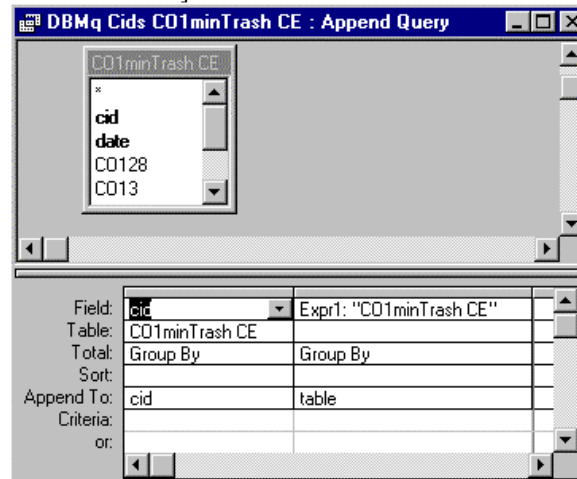 DBMq Cids CO1minTrash CE : Append Query
CO1minTrash CE
*
cid
date
CO128
CO13
Field: cid Expr1: "CO1minTrash CE"
Table: CO1minTrash CE
Total: Group By Group By
Sort:
Append To: cid table
Criteria:
or: